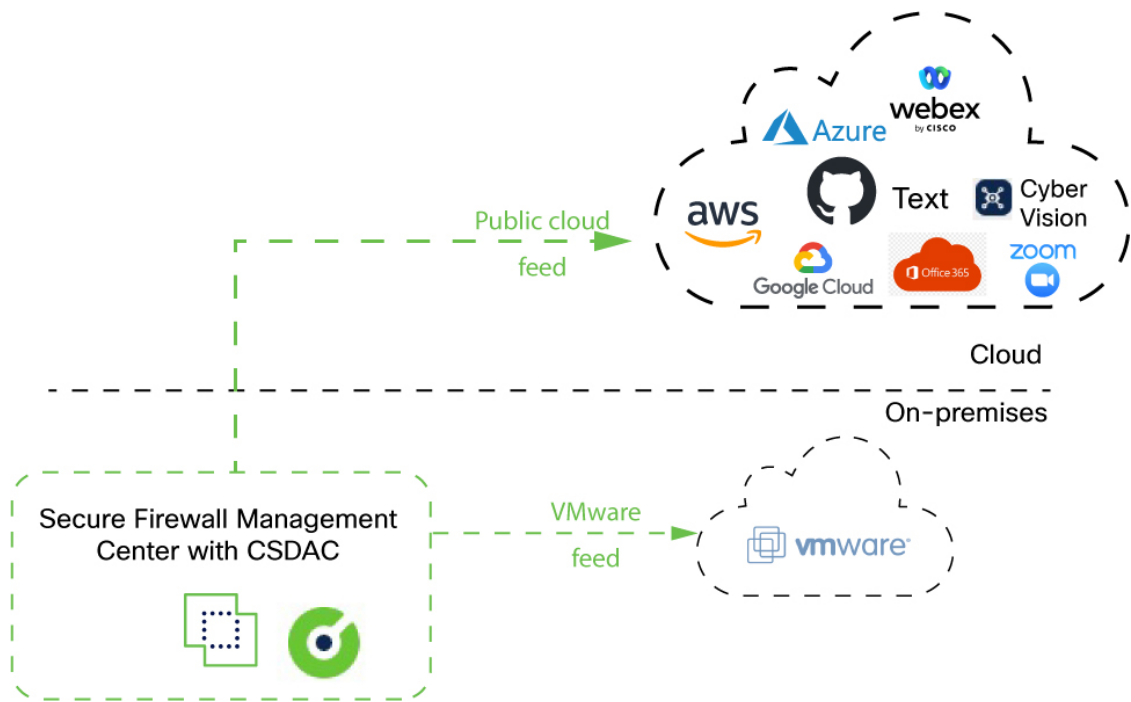 webex
by CISCO
Azure
aws
Text
Cyber
Vision
Google Cloud
Office 365
zoom
Public cloud
feed
Cloud
On-premises
Secure Firewall Management
Center with CSDAC
VMware
feed
vmware®